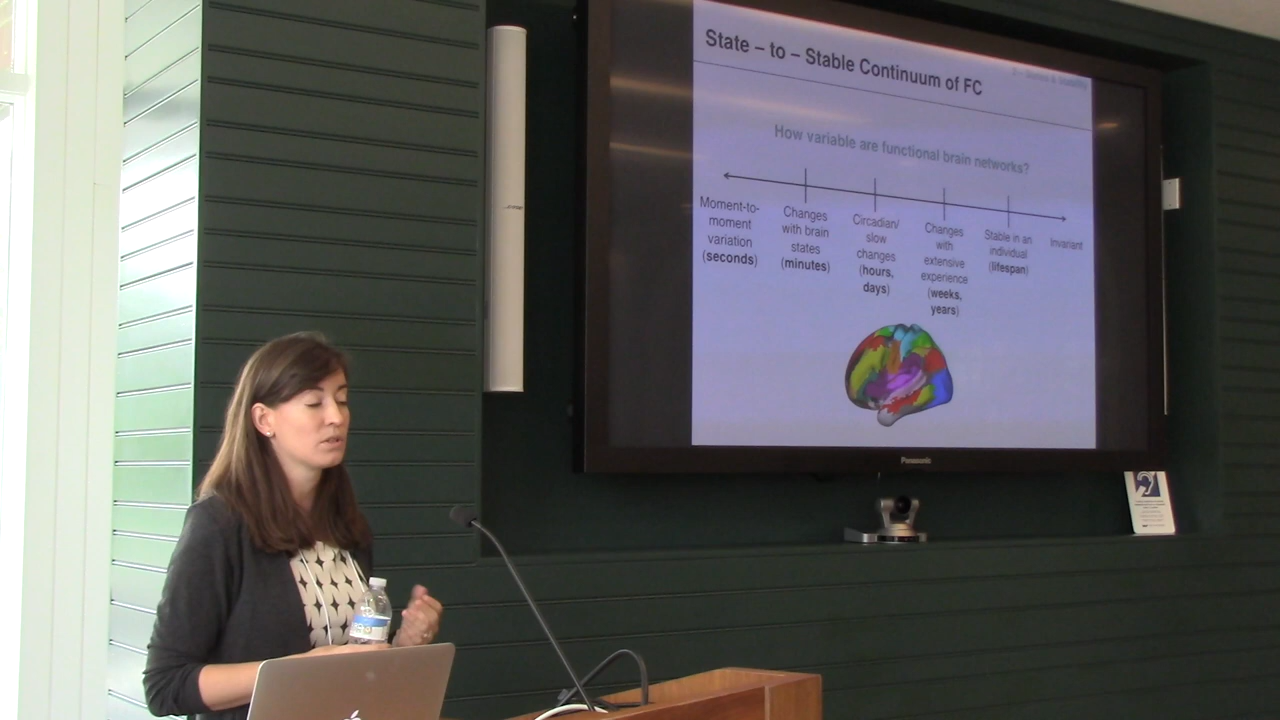 State – to – Stable Continuum of FC
How variable are functional brain networks?
Moment-to-
moment
variation
(seconds)
Changes
with brain
states
(minutes)
Circadian/
slow
changes
(hours,
days)
Changes
with
extensive
experience
(weeks,
years)
Stable in an
individual
(lifespan)
Invariant
Panasonic